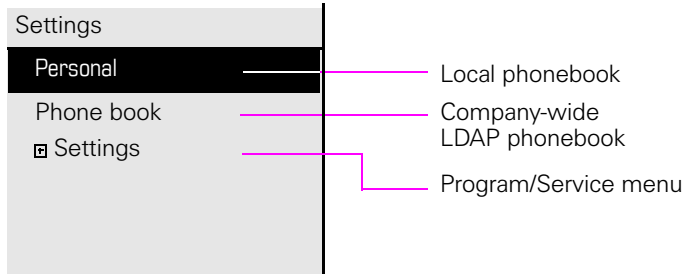 Settings
Personal
Phone book
Settings
Local phonebook
Company-wide
LDAP phonebook
Program/Service menu